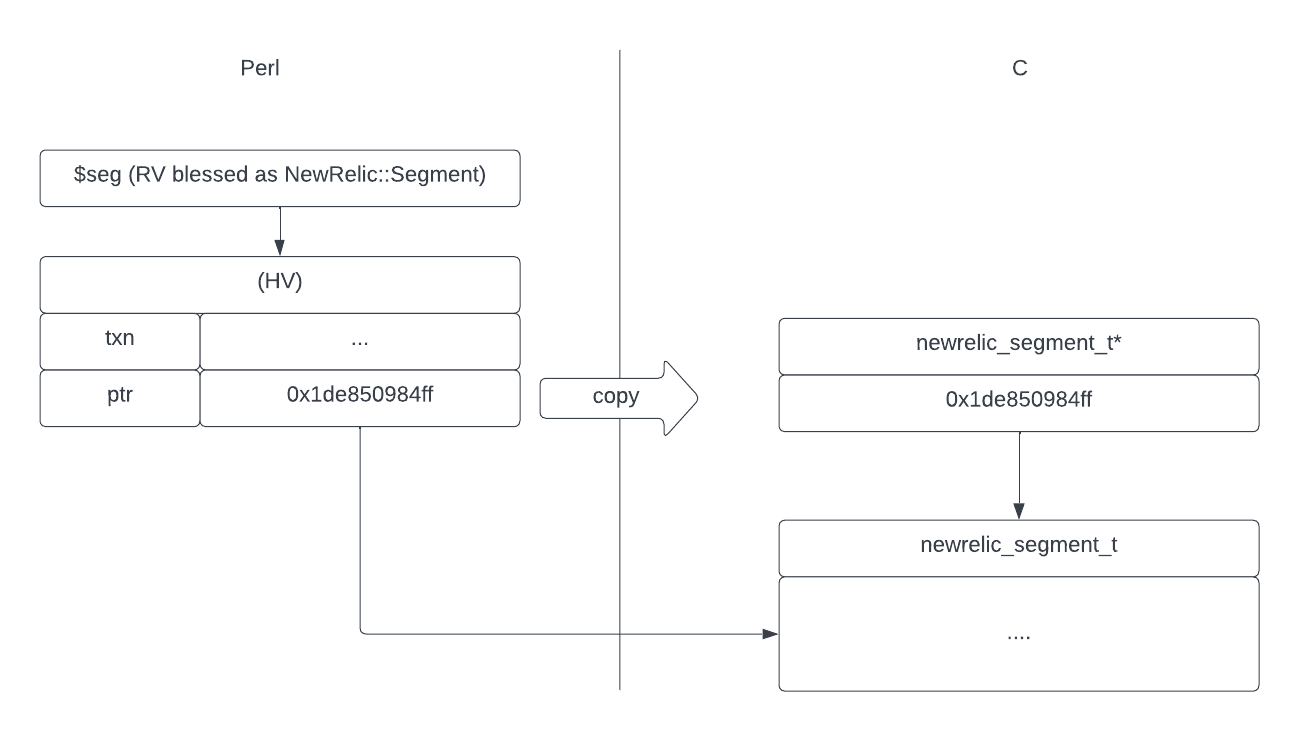 Perl
C
$seg (RV blessed as NewRelic::Segment)
(HV)
txn
...
ptr
0x1de850984ff
copy
newrelic_segment_t*
0x1de850984ff
newrelic_segment_t
....